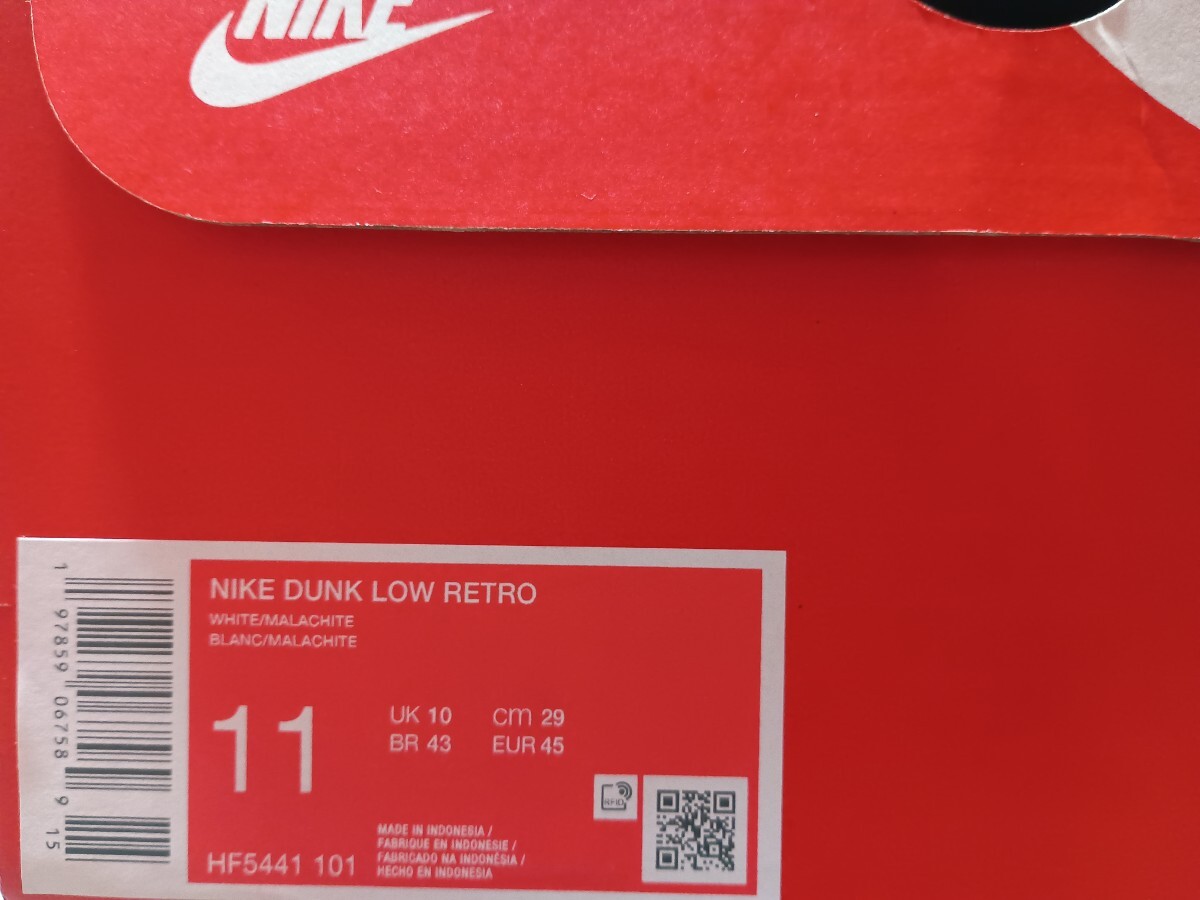 NIKE
NIKE DUNK LOW RETRO
WHITE/MALACHITE
BLANC/MALACHITE
11
UK 10 cm 29
BR 43 EUR 45
RFID
MADE IN INDONESIA /
FABRIQUE EN INDONESIE /
FABRICADO NA INDONÉSIA /
HECHO EN INDONESIA
HF5441 101
1 97859 06758 9 15